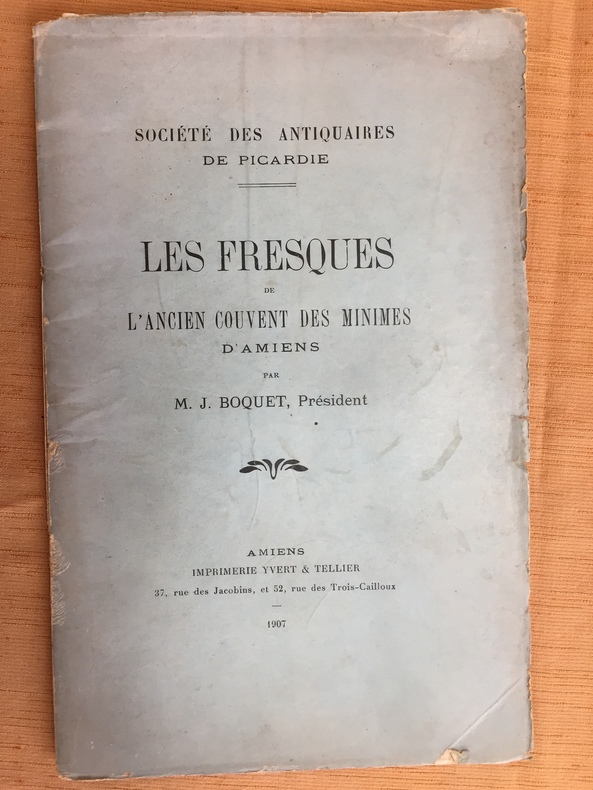 SOCIÉTÉ DES ANTIQUAIRES
DE PICARDIE
LES FRESQUES
DE
L'ANCIEN COUVENT DES MINIMES
D'AMIENS
PAR
M. J. BOQUET, Président
AMIENS
IMPRIMERIE YVERT & TELLIER
37, rue des Jacobins, et 52, rue des Trois-Cailloux
1907